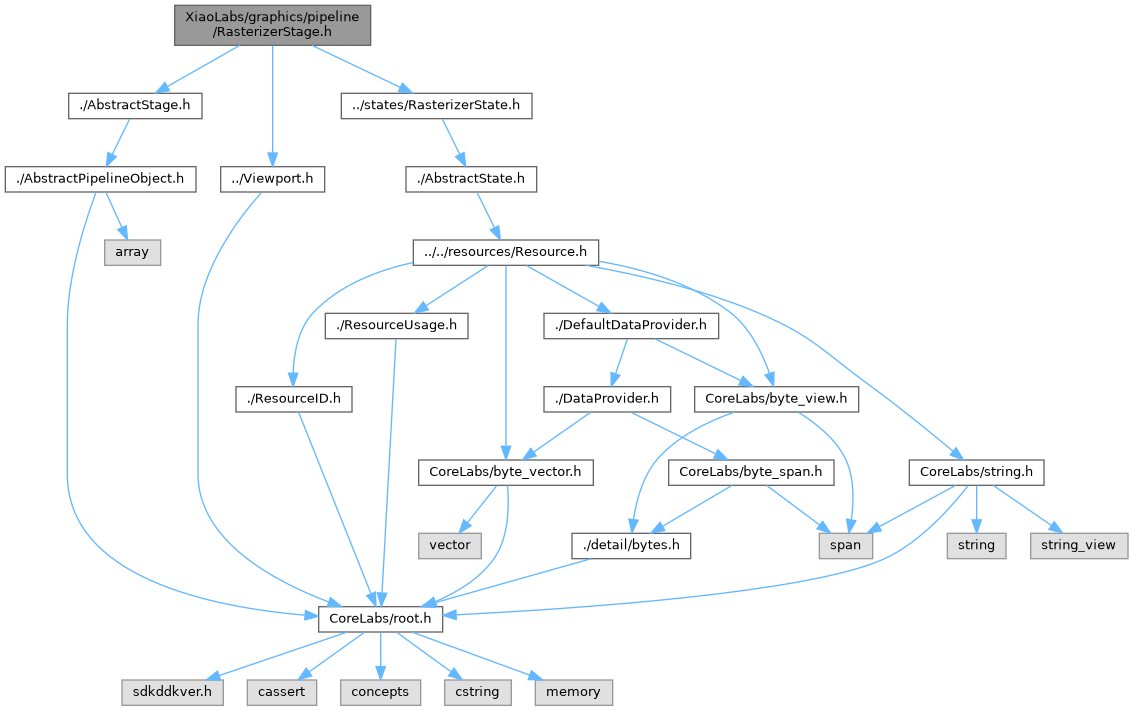 XiaoLabs/graphics/pipeline
/RasterizerStage.h
./AbstractStage.h
../states/RasterizerState.h
./AbstractPipelineObject.h
../Viewport.h
./AbstractState.h
array
../../resources/Resource.h
./ResourceUsage.h
./DefaultDataProvider.h
./ResourceID.h
./DataProvider.h
CoreLabs/byte_view.h
CoreLabs/byte_vector.h
CoreLabs/byte_span.h
CoreLabs/string.h
vector
./detail/bytes.h
span
string
string_view
CoreLabs/root.h
sdkddkver.h
cassert
concepts
cstring
memory